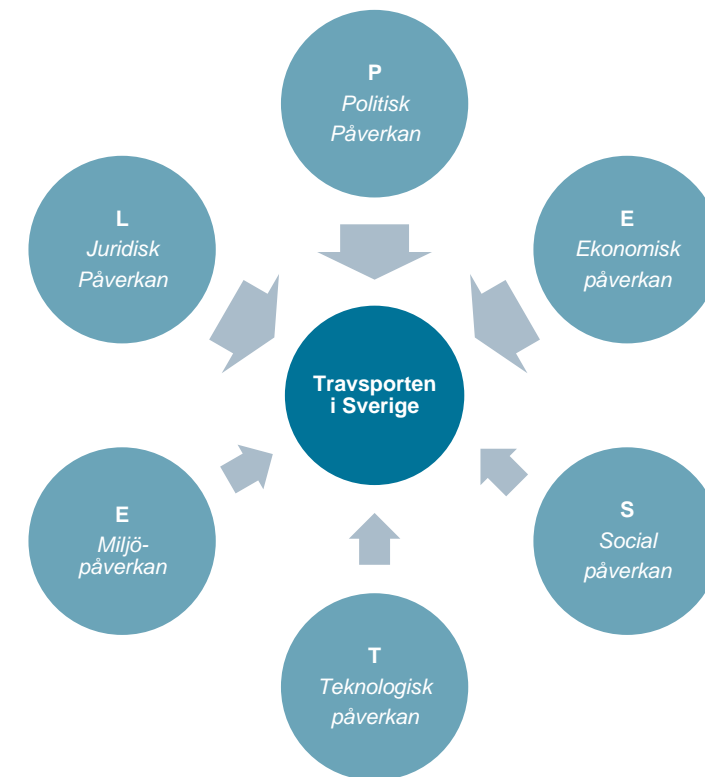 P
Politisk
Påverkan
E
Ekonomisk
påverkan
S
Social
påverkan
T
Teknologisk
påverkan
E
Miljö-
påverkan
L
Juridisk
Påverkan
Travsporten
i Sverige